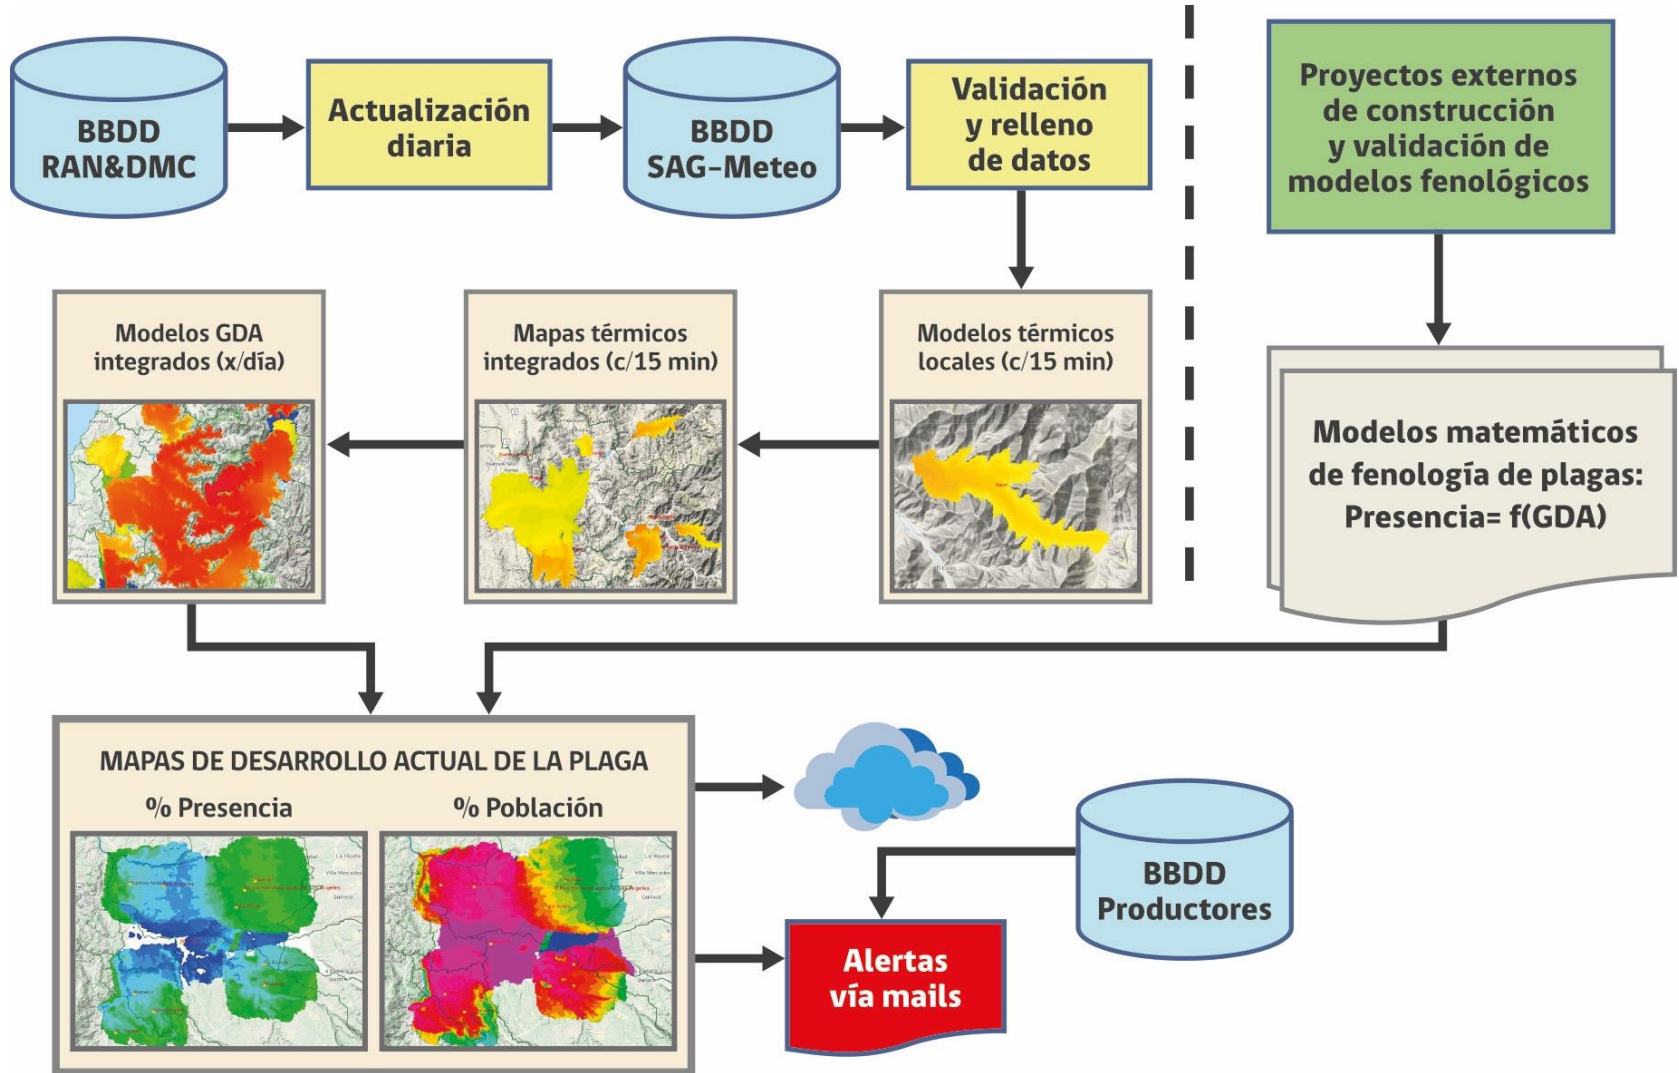 BBDD
RAN&DMC
Actualización
diaria
BBDD
SAG-Meteo
Validación
y relleno
de datos
Proyectos externos
de construcción
y validación de
modelos fenológicos
Modelos GDA
integrados (x/día)
Mapas térmicos
integrados (c/15 min)
Modelos térmicos
locales (c/15 min)
Modelos matemáticos
de fenología de plagas:
Presencia= f(GDA)
MAPAS DE DESARROLLO ACTUAL DE LA PLAGA
% Presencia
% Población
BBDD
Productores
Alertas
vía mails